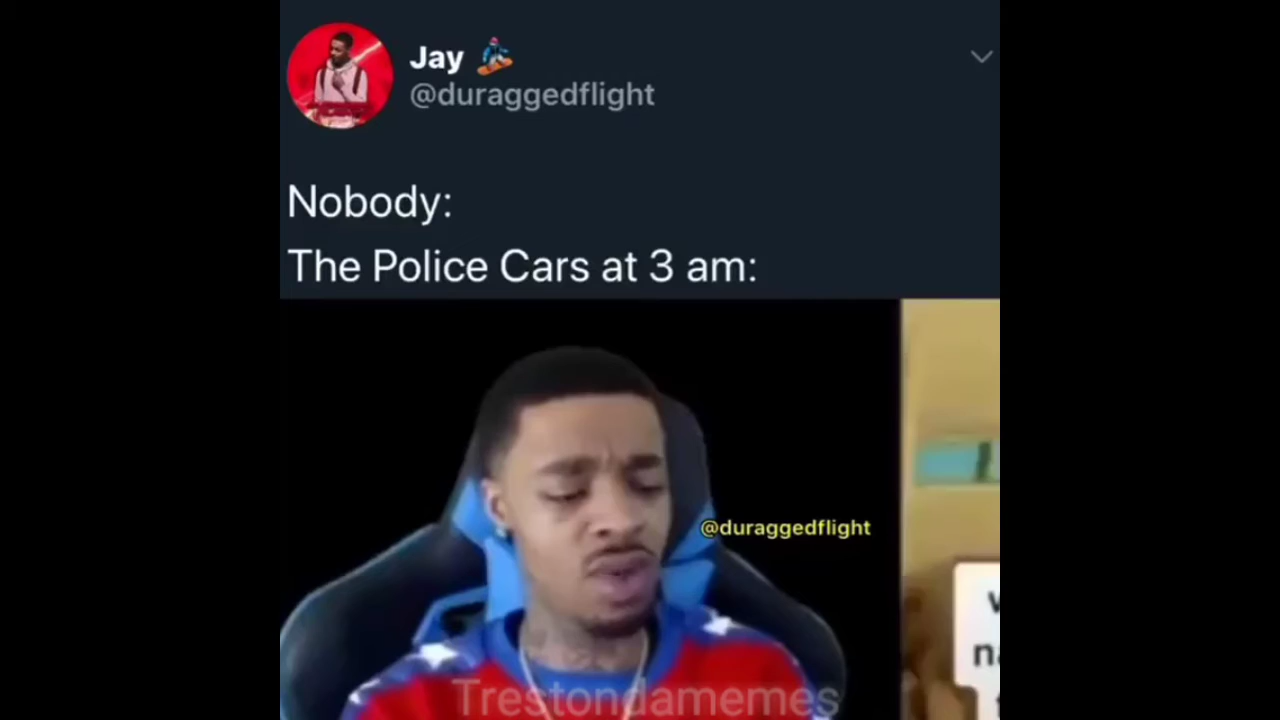 Jay 🏂
@duraggedflight
Nobody:
The Police Cars at 3 am:
@duraggedflight
Trestondamemes